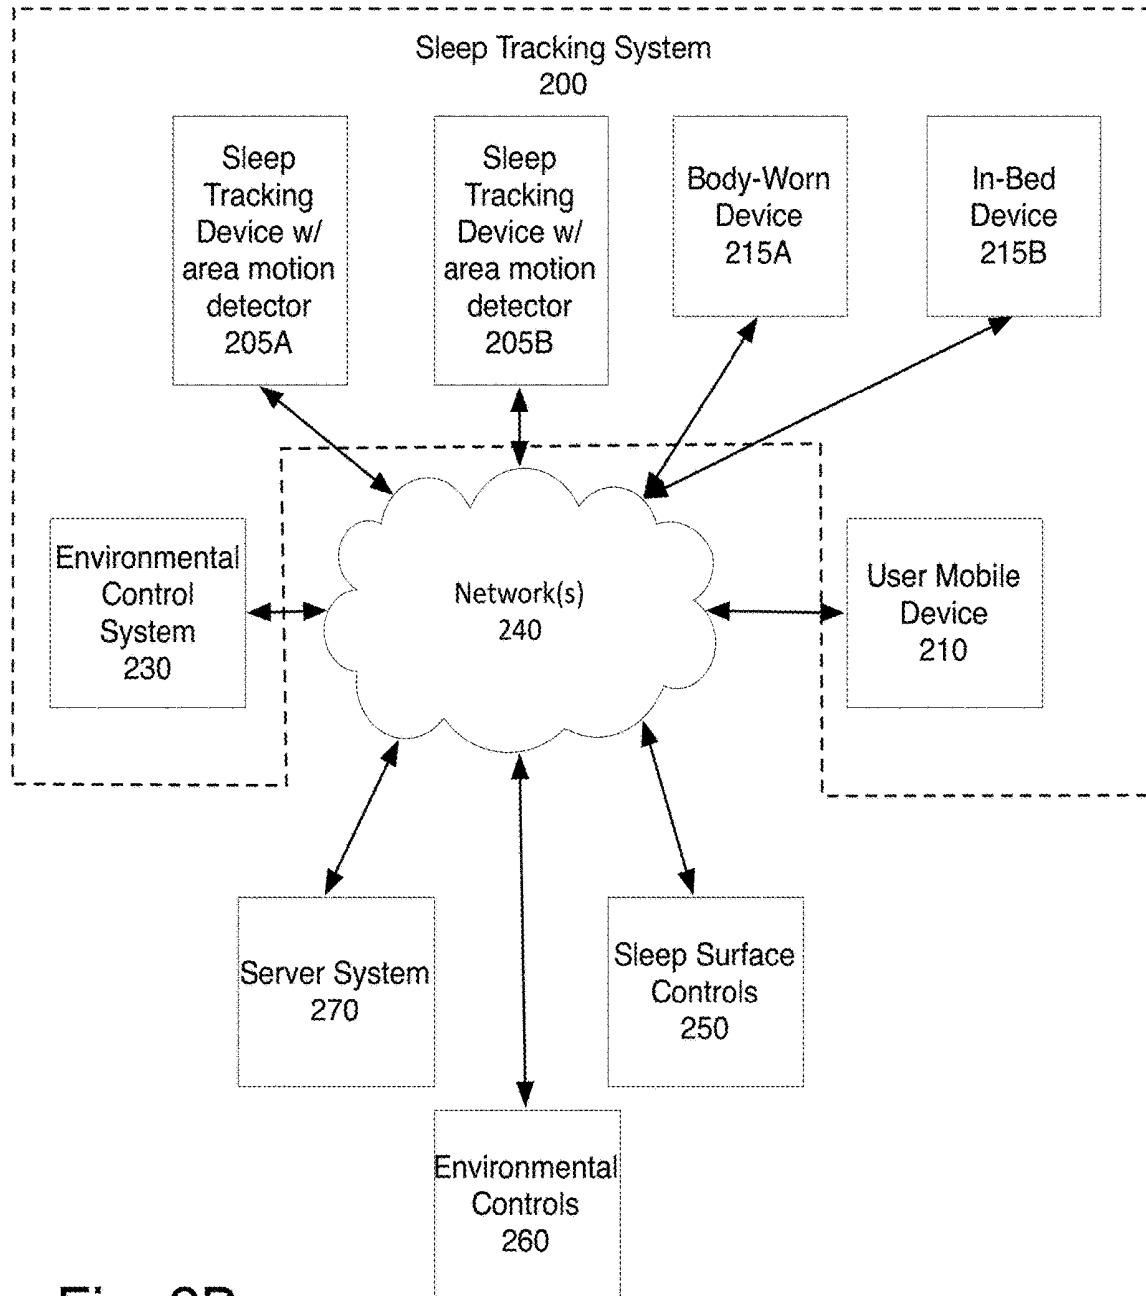 Sleep Tracking System
200
Sleep
Tracking
Device w/
area motion
detector
205A
Sleep
Tracking
Device w/
area motion
detector
205B
Body-Worn
Device
215A
In-Bed
Device
215B
Environmental
Control
System
230
Network(s)
240
User Mobile
Device
210
Server System
270
Sleep Surface
Controls
250
Environmental
Controls
260